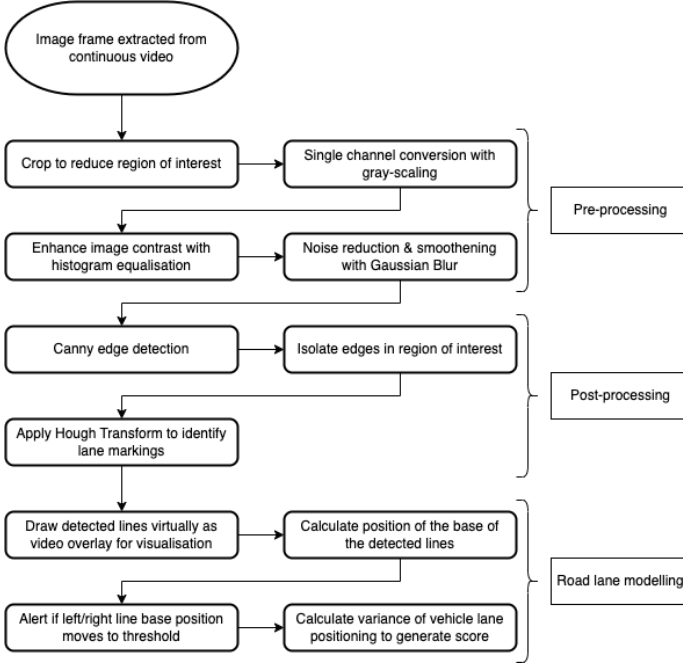 Image frame extracted from
continuous video
Crop to reduce region of interest
Single channel conversion with
gray-scaling
Pre-processing
Enhance image contrast with
histogram equalisation
Noise reduction & smoothening
with Gaussian Blur
Canny edge detection
Isolate edges in region of interest
Post-processing
Apply Hough Transform to identify
lane markings
Draw detected lines virtually as
video overlay for visualisation
Calculate position of the base of
the detected lines
Road lane modelling
Alert if left/right line base position
moves to threshold
Calculate variance of vehicle lane
positioning to generate score